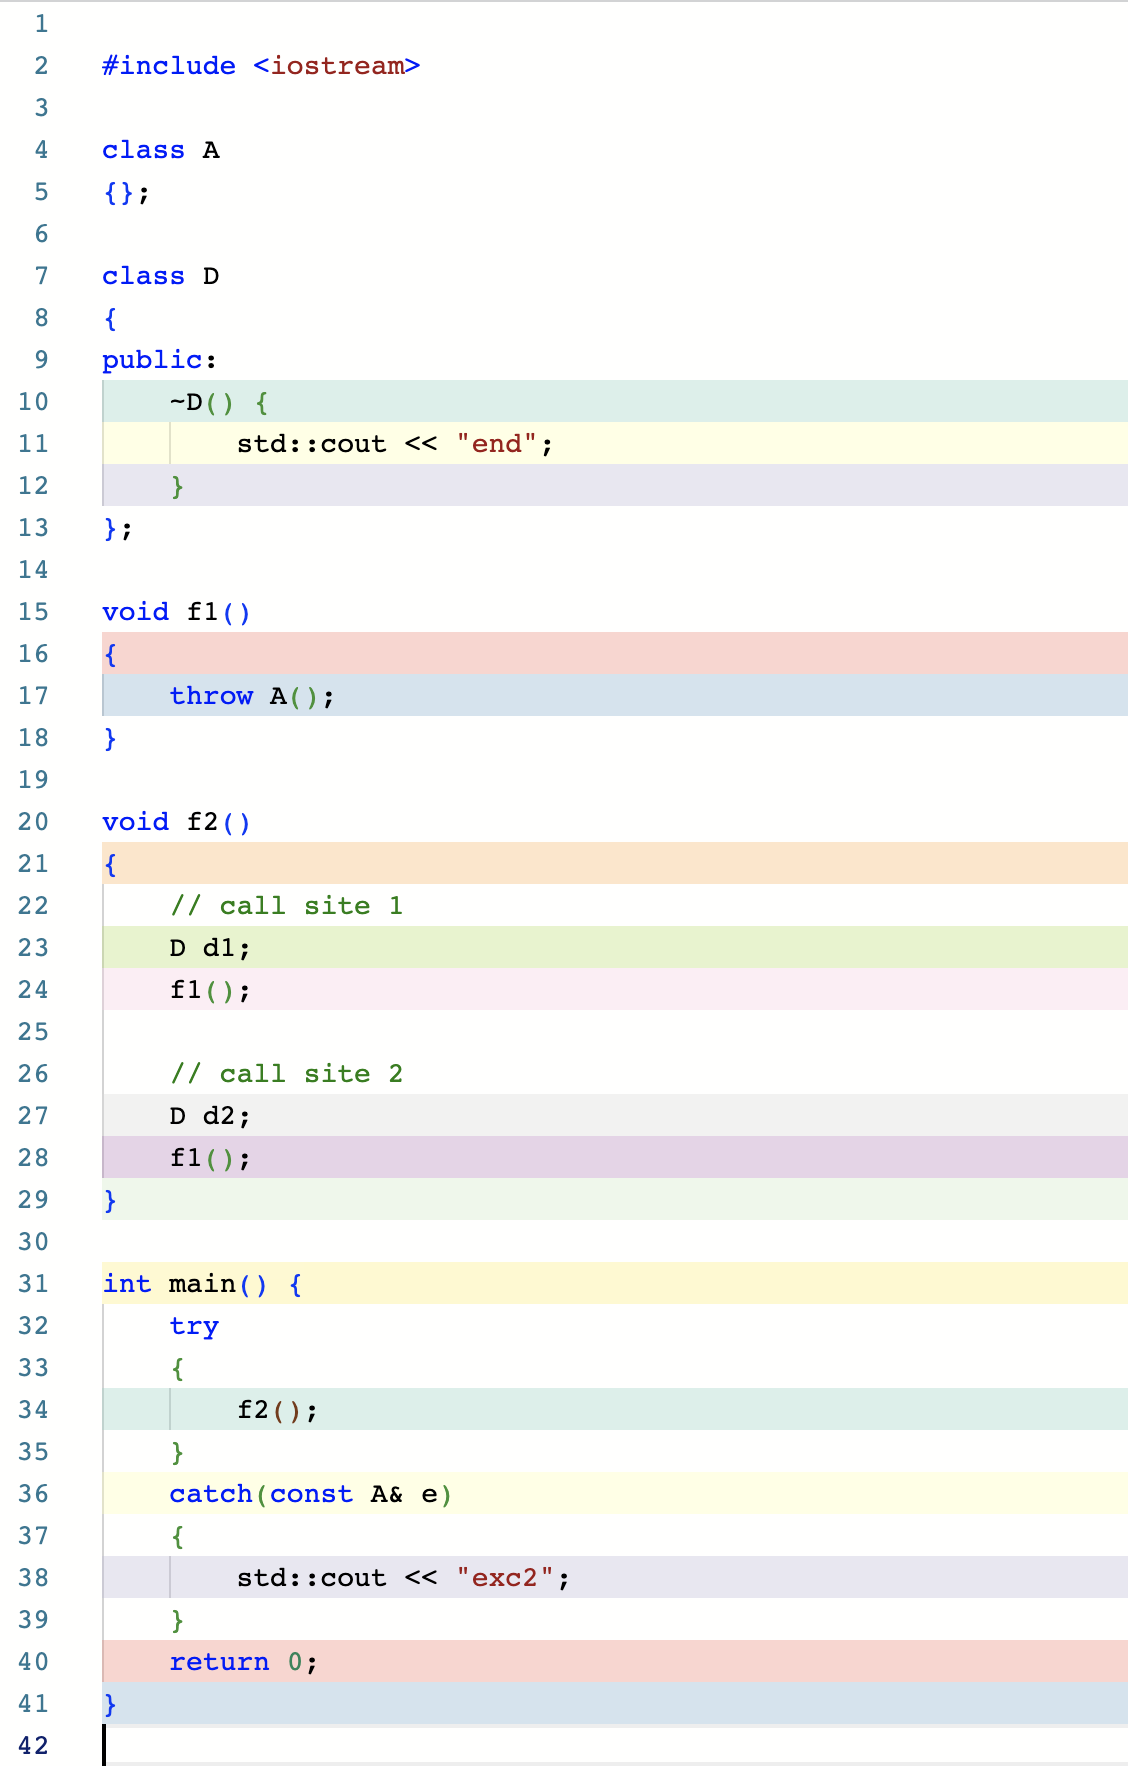 1
2 #include <iostream>
3
4 class A
5 {};
6
7 class D
8 {
9 public:
10     ~D() {
11         std::cout << "end";
12     }
13 };
14
15 void f1()
16 {
17     throw A();
18 }
19
20 void f2()
21 {
22     // call site 1
23     D d1;
24     f1();
25
26     // call site 2
27     D d2;
28     f1();
29 }
30
31 int main() {
32     try
33     {
34         f2();
35     }
36     catch(const A& e)
37     {
38         std::cout << "exc2";
39     }
40     return 0;
41 }
42